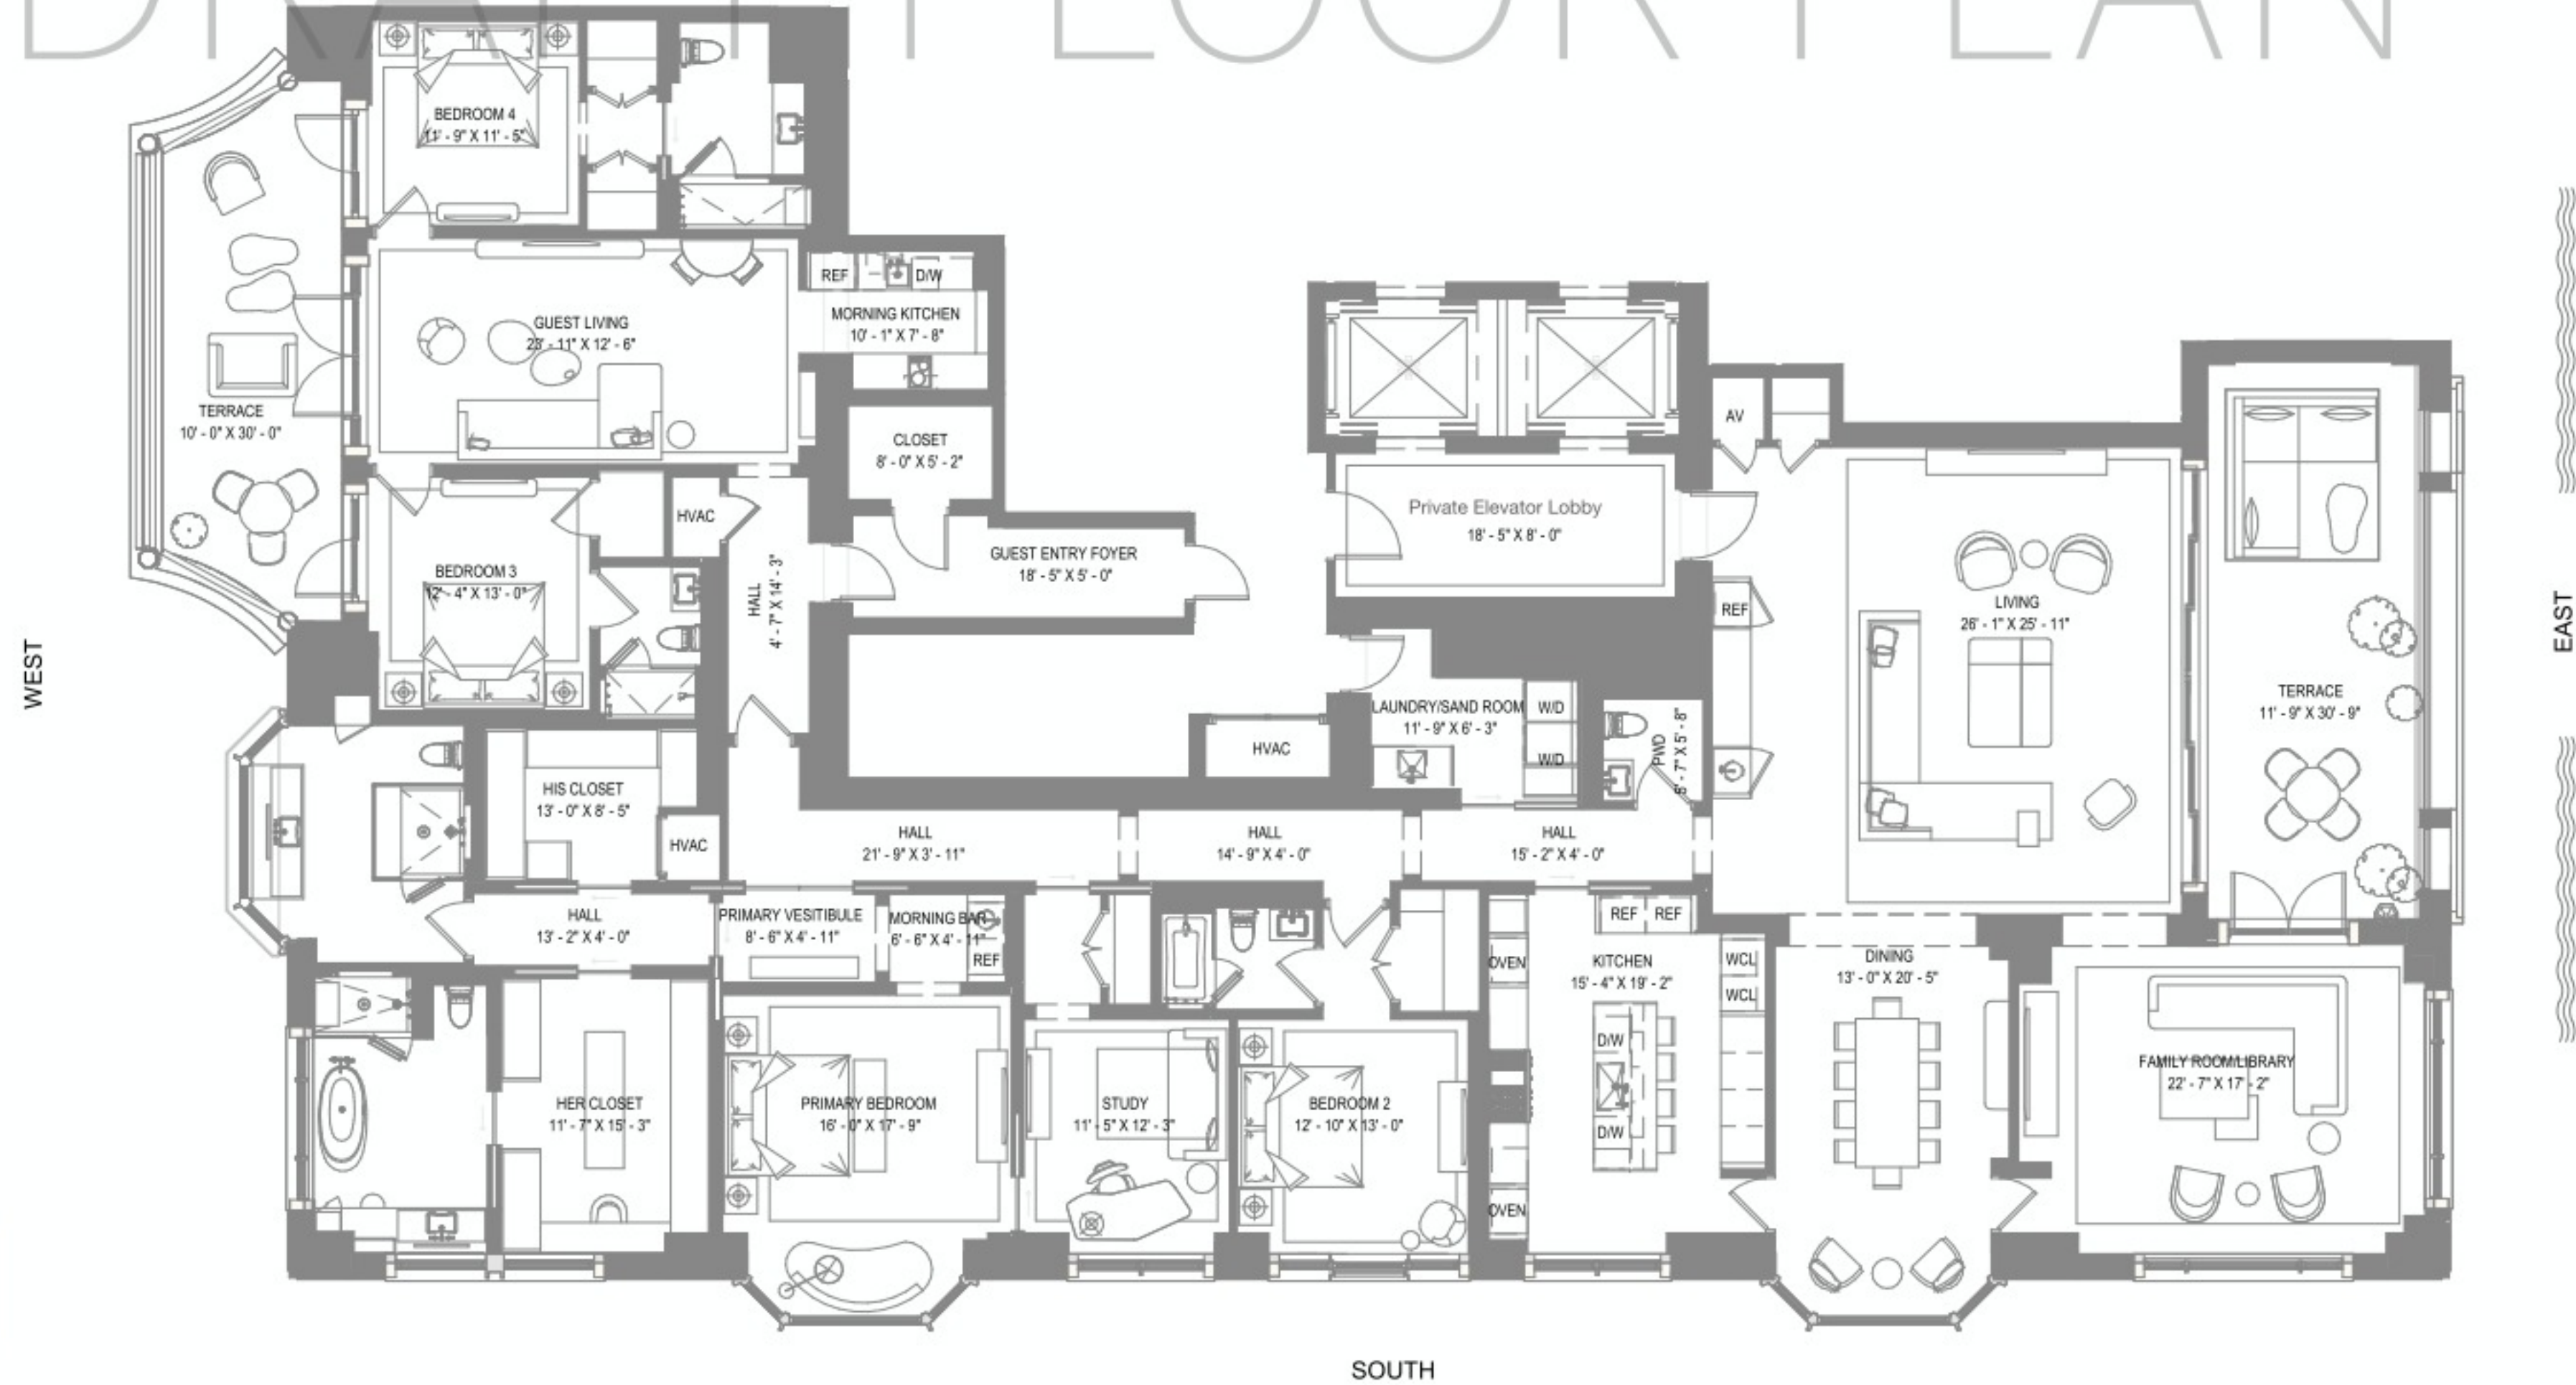 DRAFT FLOOR PLAN
BEDROOM 4
11' - 9" X 11' - 5"
REF
D/W
MORNING KITCHEN
10' - 1" X 7' - 8"
GUEST LIVING
23' - 11" X 12' - 6"
TERRACE
10' - 0" X 30' - 0"
CLOSET
8' - 0" X 5' - 2"
AV
Private Elevator Lobby
18' - 5" X 8' - 0"
HVAC
GUEST ENTRY FOYER
18' - 5" X 5' - 0"
BEDROOM 3
12' - 4" X 13' - 0"
HALL
4' - 7" X 14' - 3"
REF
LIVING
26' - 1" X 25' - 11"
WEST
EAST
TERRACE
11' - 9" X 30' - 9"
LAUNDRY/SAND ROOM
11' - 9" X 6' - 3"
W/D
W/D
PWD
5' - 8"
HVAC
HIS CLOSET
13' - 0" X 8' - 5"
HVAC
HALL
21' - 9" X 3' - 11"
HALL
14' - 9" X 4' - 0"
HALL
15' - 2" X 4' - 0"
HALL
13' - 2" X 4' - 0"
PRIMARY VESITIBULE
8' - 6" X 4' - 11"
MORNING BAR
6' - 6" X 4' - 11"
REF
REF
REF
OVEN
KITCHEN
15' - 4" X 19' - 2"
WCL
WCL
DINING
13' - 0" X 20' - 5"
D/W
D/W
OVEN
FAMILY ROOM/LIBRARY
22' - 7" X 17' - 2"
HER CLOSET
11' - 7" X 15' - 3"
PRIMARY BEDROOM
16' - 0" X 17' - 9"
STUDY
11' - 5" X 12' - 3"
BEDROOM 2
12' - 10" X 13' - 0"
SOUTH